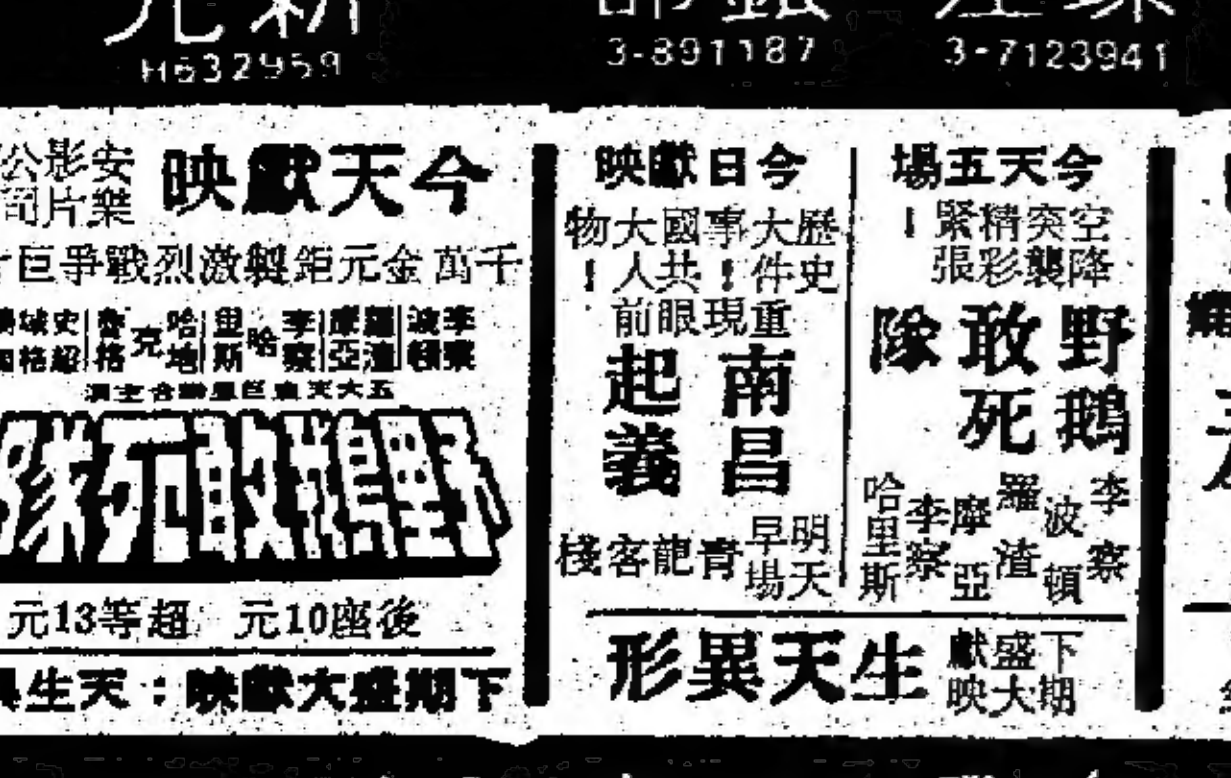 H632959
3-891187
3-7123941
今天五場
空降突襲精彩緊張！
野鵝敢死隊
李察波頓 羅渣摩亞 李察哈里斯
今日獻映
歷史大件事！國共大人物！
重現眼前
南昌起義
明天早場 青龍客棧
下期盛大獻映
生天異形
今天獻映
安樂影片公司
千萬金元鉅製激烈戰爭巨
李察波頓 羅渣摩亞 李察哈里斯 哈地克魯格 史超域格
五大天皇巨星聯合主演
野鵝敢死隊
後座10元 超等13元
下期盛大獻映：天生